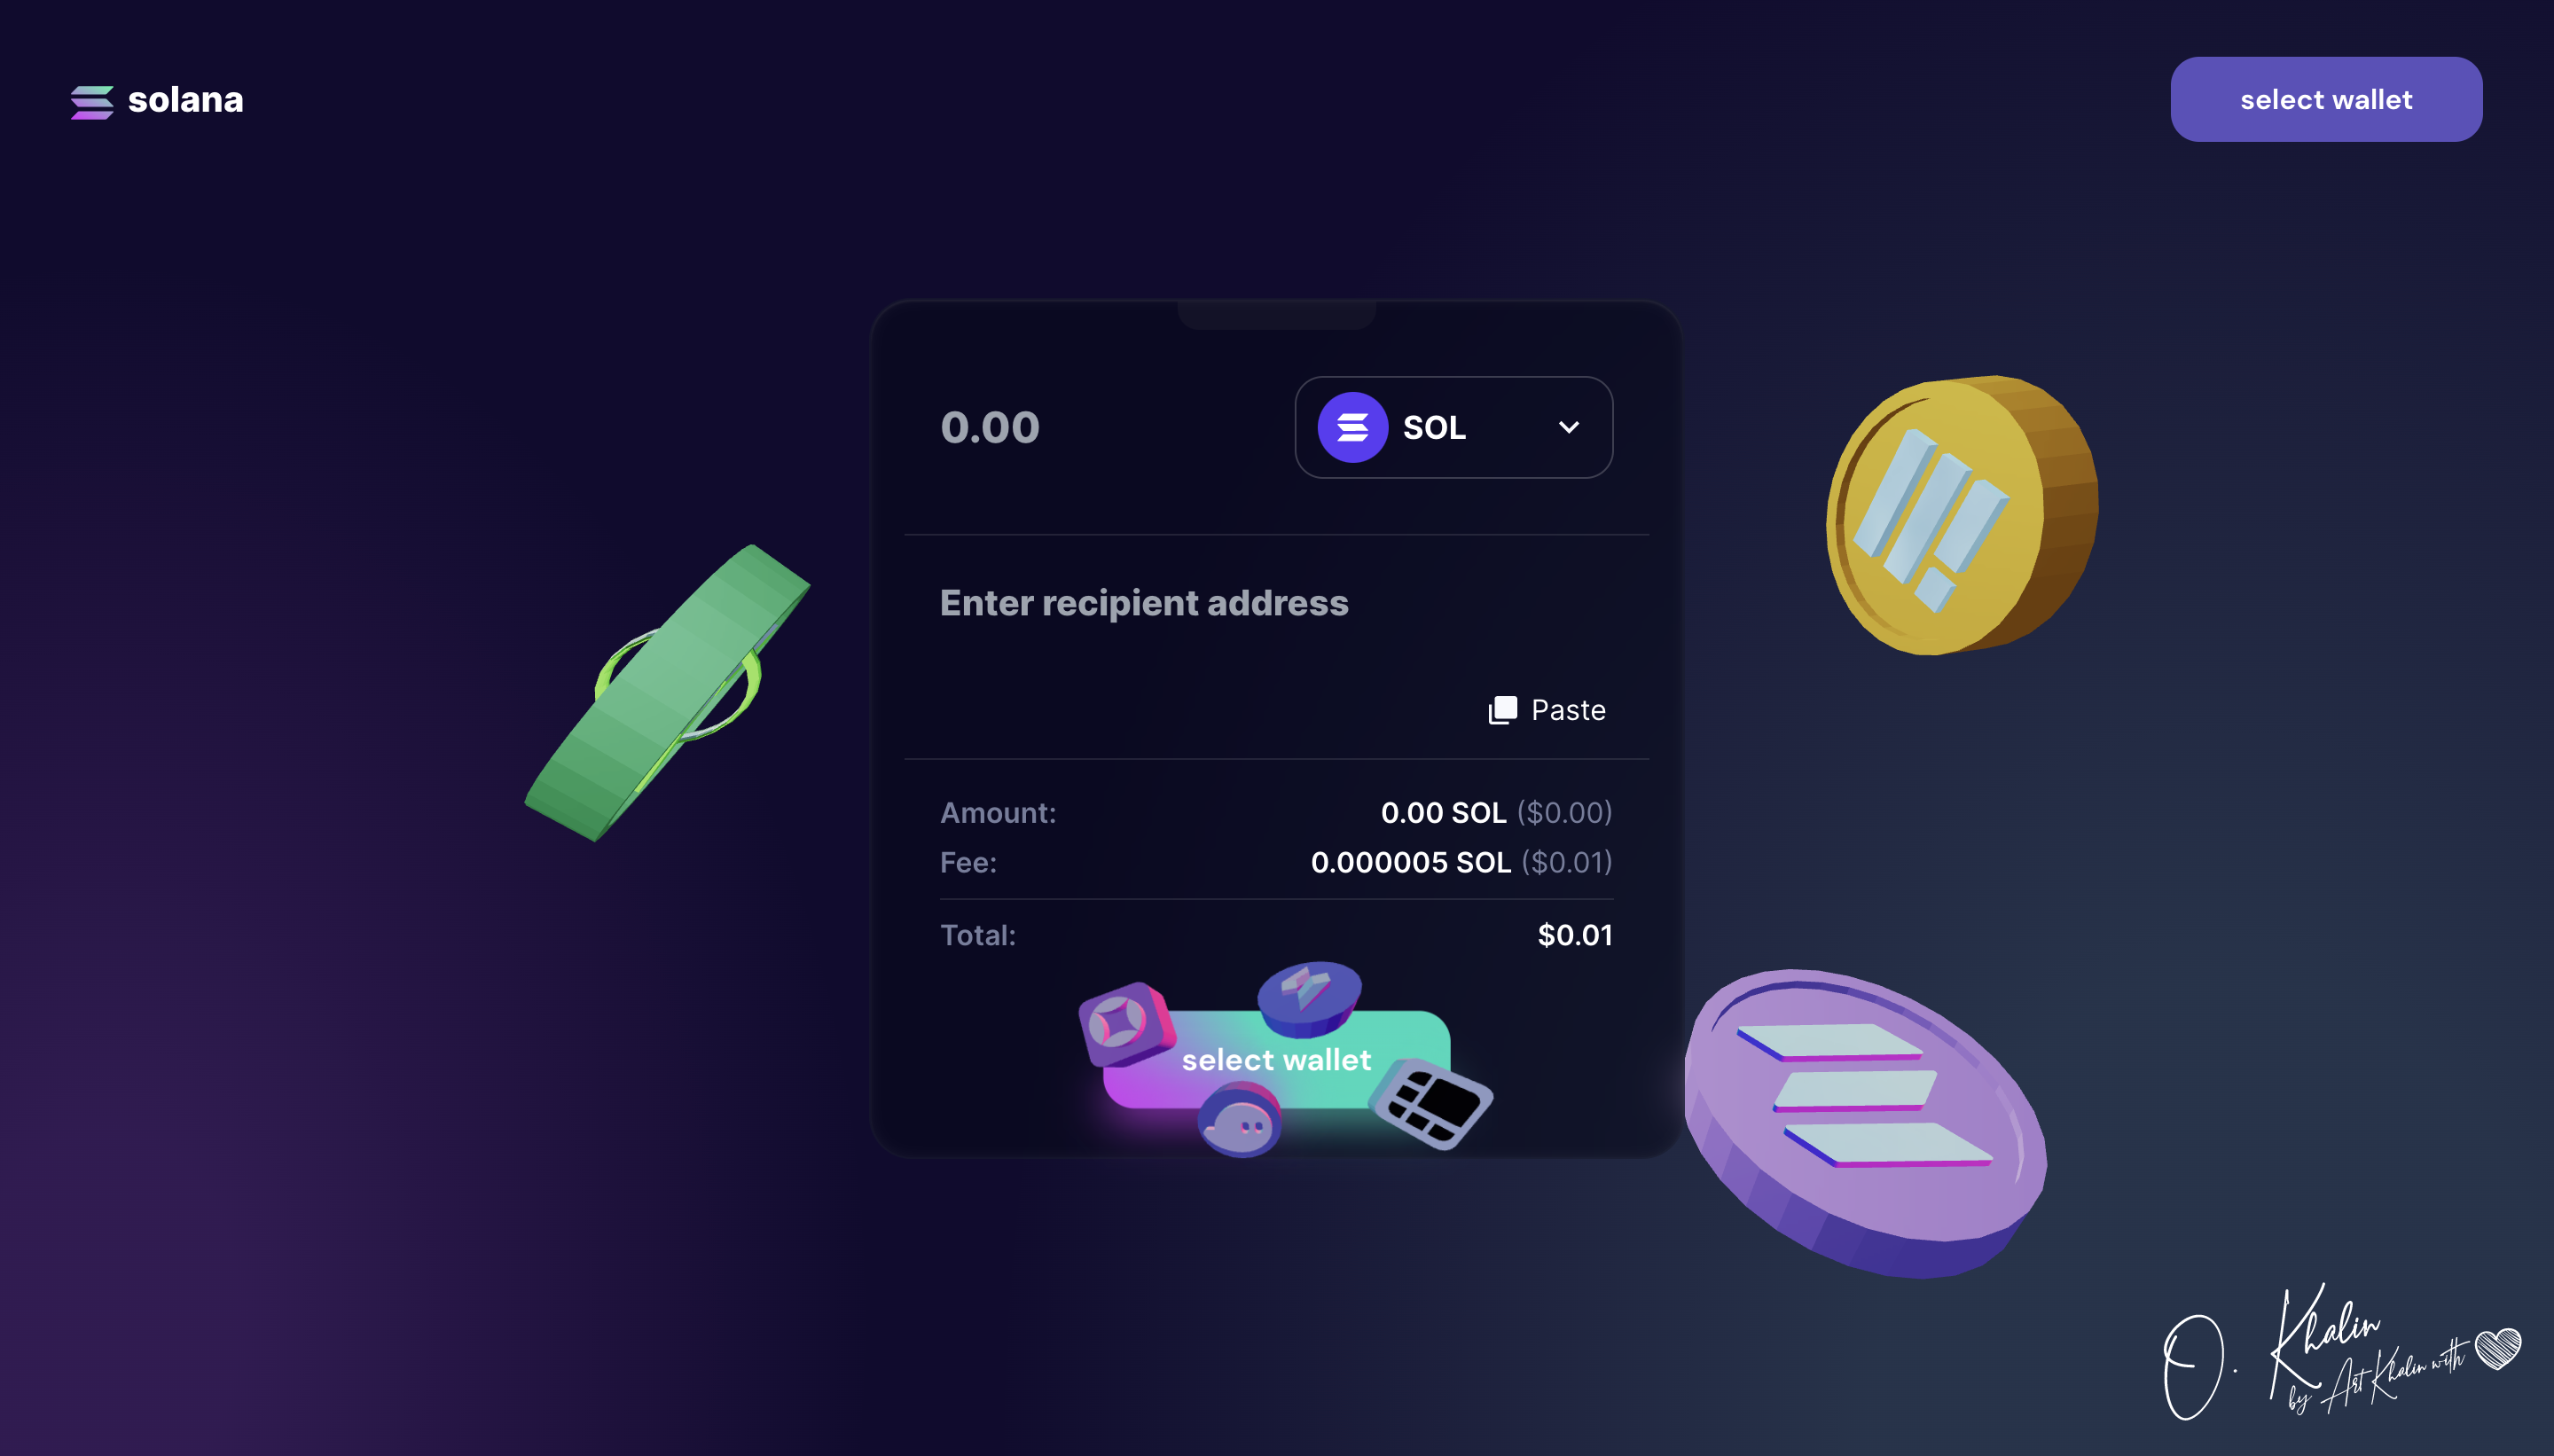 solana
select wallet
0.00
SOL
Enter recipient address
Paste
Amount: 0.00 SOL ($0.00)
Fee: 0.000005 SOL ($0.01)
Total: $0.01
select wallet
O. Khalin
by Art Khalin with